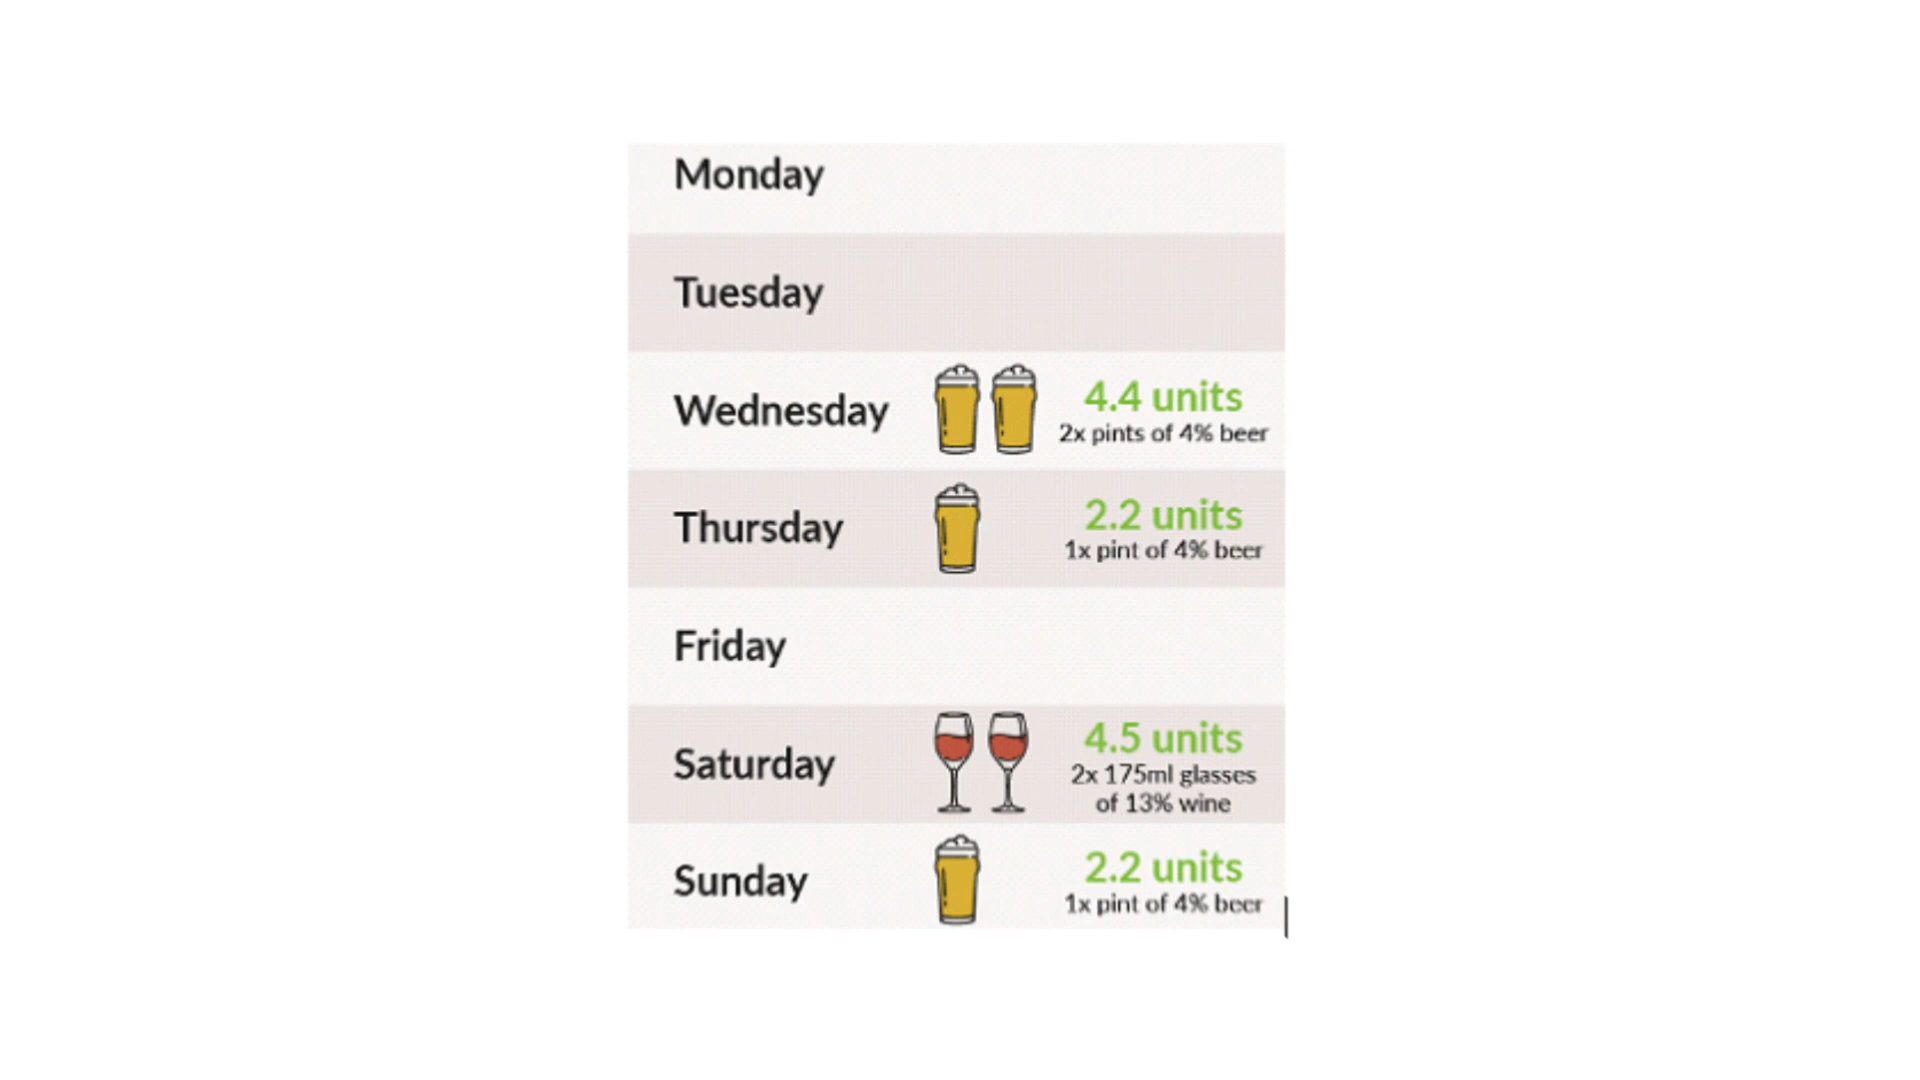 Monday
Tuesday
Wednesday
4.4 units
2x pints of 4% beer
Thursday
2.2 units
1x pint of 4% beer
Friday
Saturday
4.5 units
2x 175ml glasses
of 13% wine
Sunday
2.2 units
1x pint of 4% beer